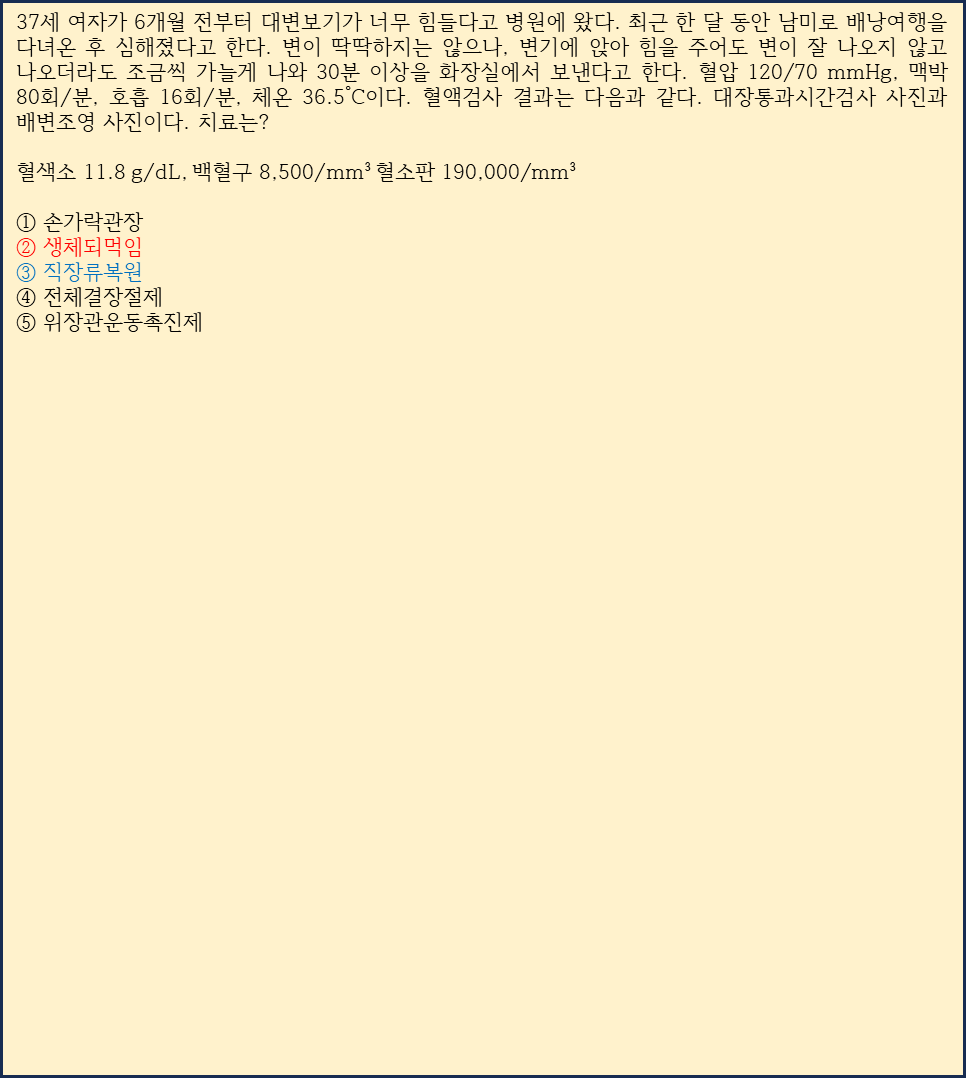 37세 여자가 6개월 전부터 대변보기가 너무 힘들다고 병원에 왔다. 최근 한 달 동안 남미로 배낭여행을
다녀온 후 심해졌다고 한다. 변이 딱딱하지는 않으나, 변기에 앉아 힘을 주어도 변이 잘 나오지 않고
나오더라도 조금씩 가늘게 나와 30분 이상을 화장실에서 보낸다고 한다. 혈압 120/70 mmHg, 맥박
80회/분, 호흡 16회/분, 체온 36.5˚C이다. 혈액검사 결과는 다음과 같다. 대장통과시간검사 사진과
배변조영 사진이다. 치료는?
혈색소 11.8 g/dL, 백혈구 8,500/mm³ 혈소판 190,000/mm³
① 손가락관장
② 생체되먹임
③ 직장류복원
④ 전체결장절제
⑤ 위장관운동촉진제